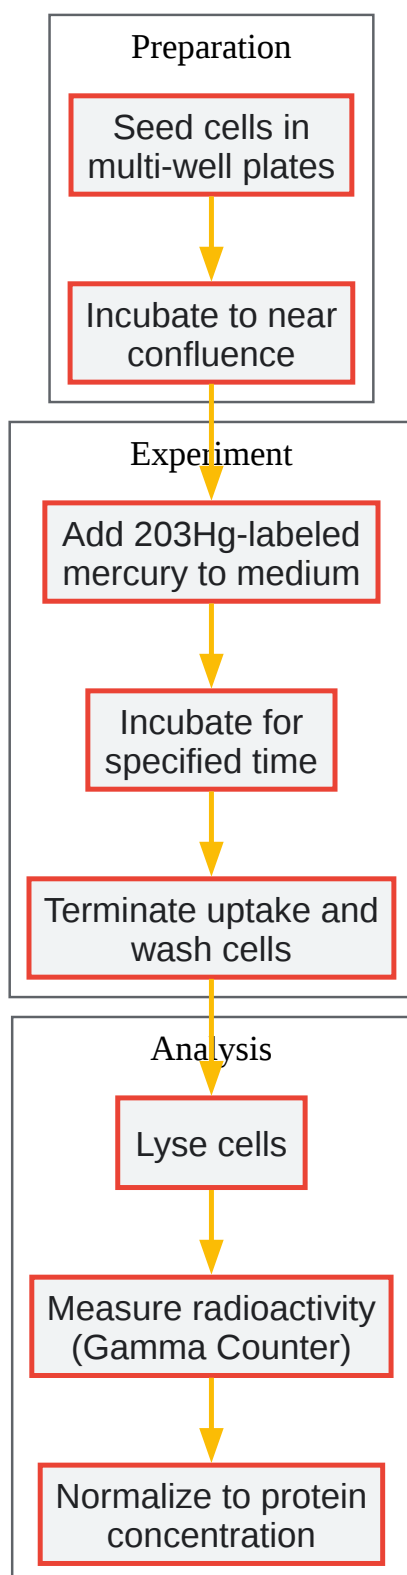 Preparation
Seed cells in
multi-well plates
Incubate to near
confluence
Experiment
Add 203Hg-labeled
mercury to medium
Incubate for
specified time
Terminate uptake and
wash cells
Analysis
Lyse cells
Measure radioactivity
(Gamma Counter)
Normalize to protein
concentration